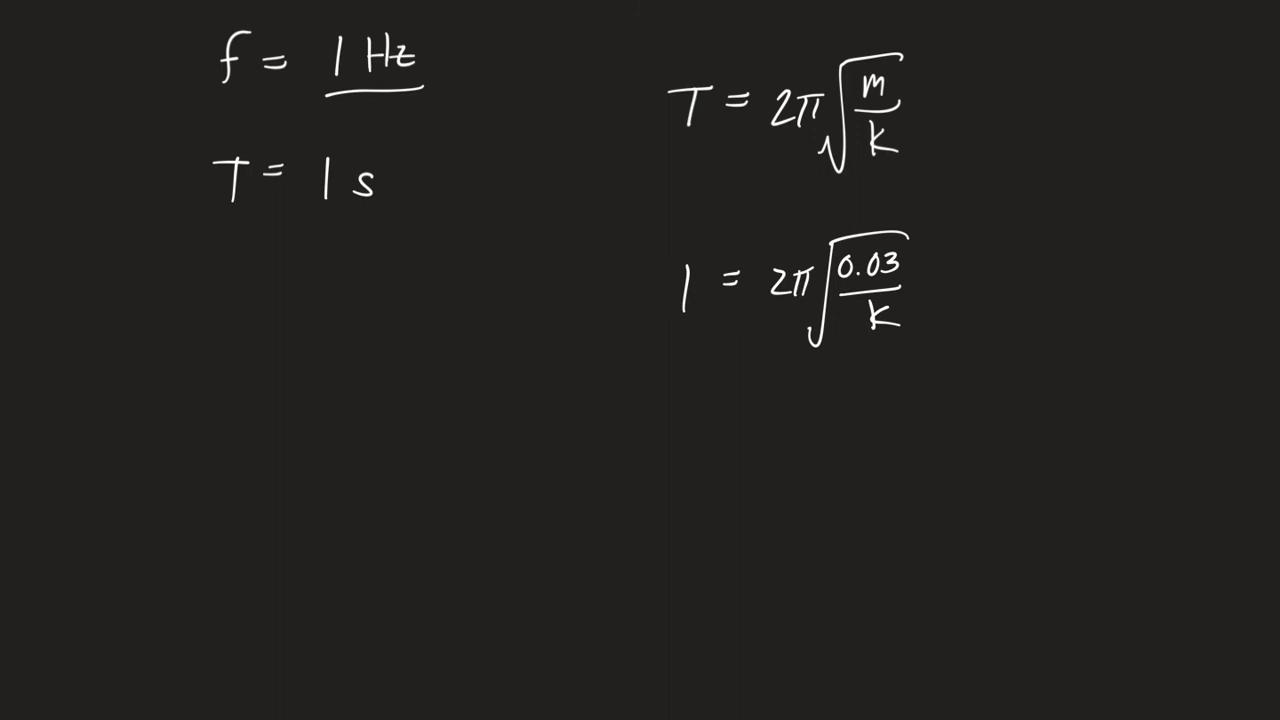 f = 1 Hz
T = 1 s
T = 2π√(m/k)
1 = 2π√(0.03/k)